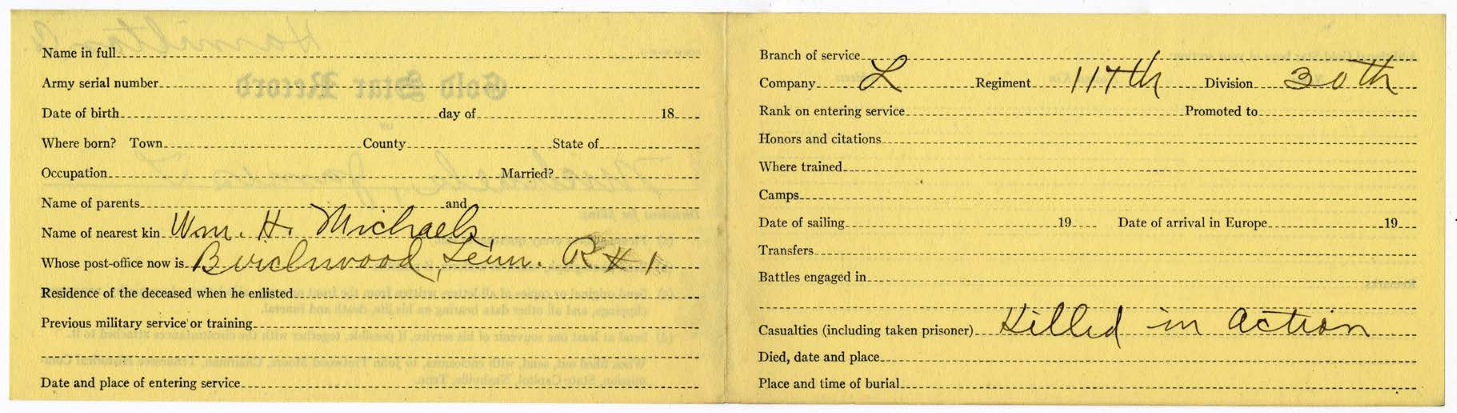 Name in full
Army serial number
Date of birth day of 18
Where born? Town County State of
Occupation Married?
Name of parents and
Name of nearest kin Wm. H. Michaels,
Whose post-office now is Birchwood, Tenn. R#1
Residence of the deceased when he enlisted
Previous military service or training
Date and place of entering service
Branch of service
Company L Regiment 117th Division 30th
Rank on entering service Promoted to
Honors and citations
Where trained
Camps
Date of sailing 19 Date of arrival in Europe 19
Transfers
Battles engaged in
Casualties (including taken prisoner) Killed in action
Died, date and place
Place and time of burial